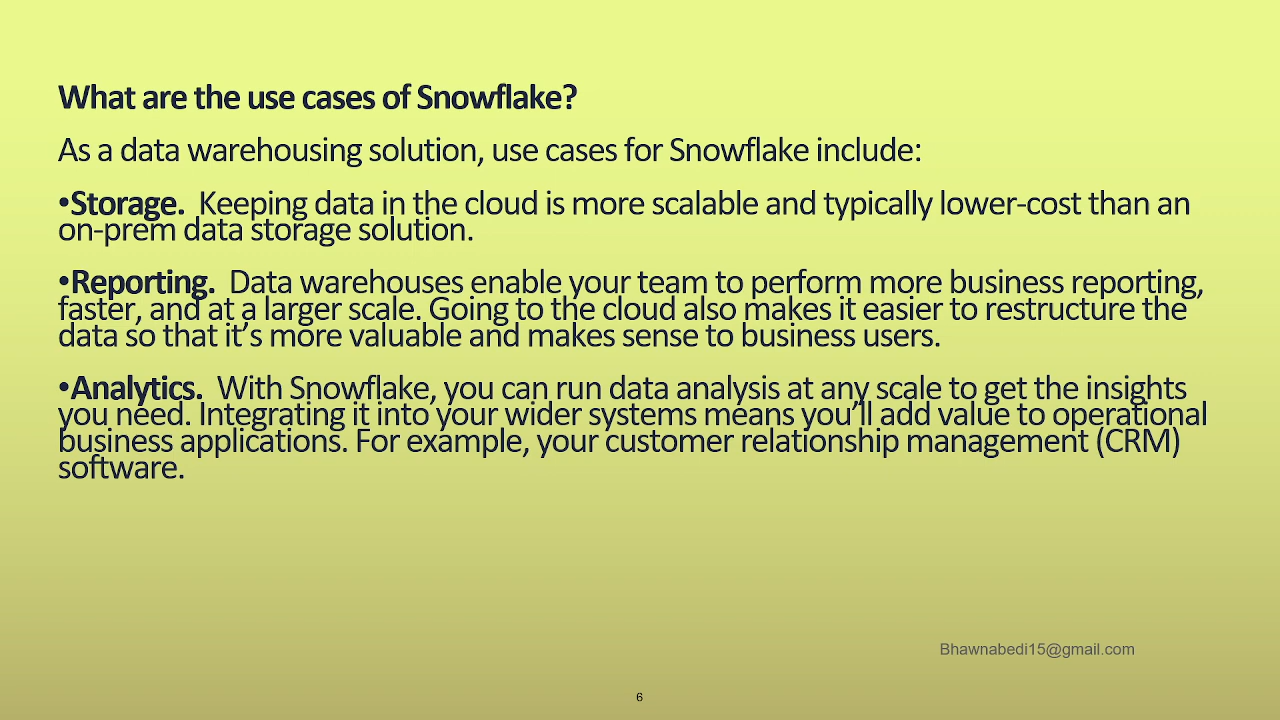 What are the use cases of Snowflake?
As a data warehousing solution, use cases for Snowflake include:
•Storage.  Keeping data in the cloud is more scalable and typically lower-cost than an
on-prem data storage solution.
•Reporting.  Data warehouses enable your team to perform more business reporting,
faster, and at a larger scale. Going to the cloud also makes it easier to restructure the
data so that it’s more valuable and makes sense to business users.
•Analytics.  With Snowflake, you can run data analysis at any scale to get the insights
you need. Integrating it into your wider systems means you’ll add value to operational
business applications. For example, your customer relationship management (CRM)
software.
Bhawnabedi15@gmail.com
6